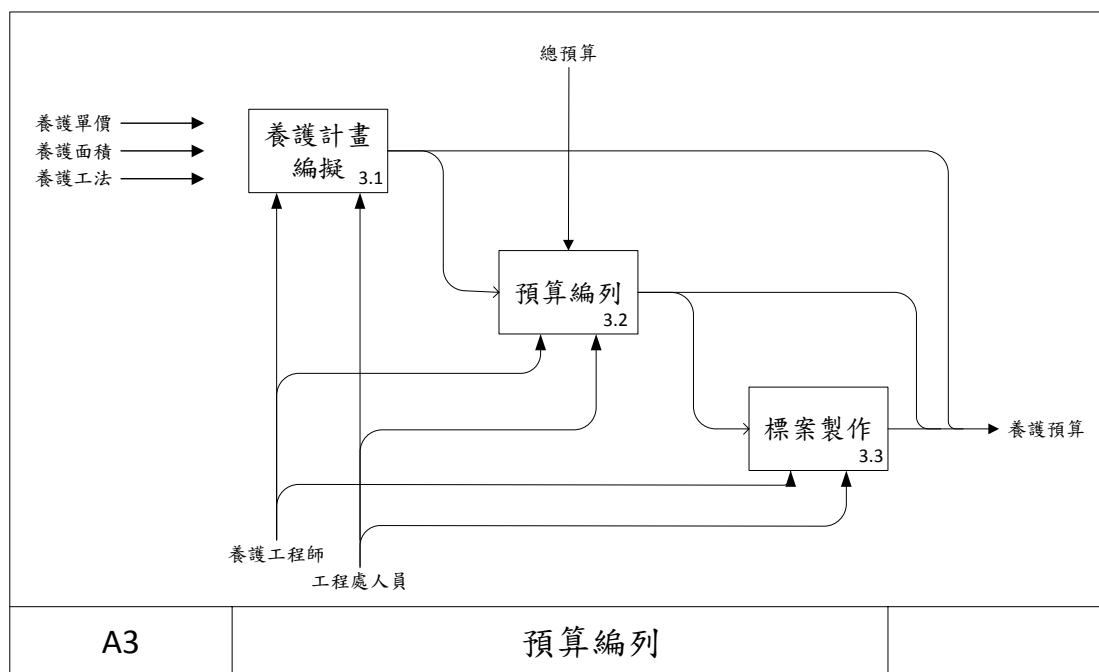 總預算
養護單價
養護面積
養護工法
養護計畫
編擬
3.1
預算編列
3.2
標案製作
3.3
養護預算
養護工程師
工程處人員
A3
預算編列